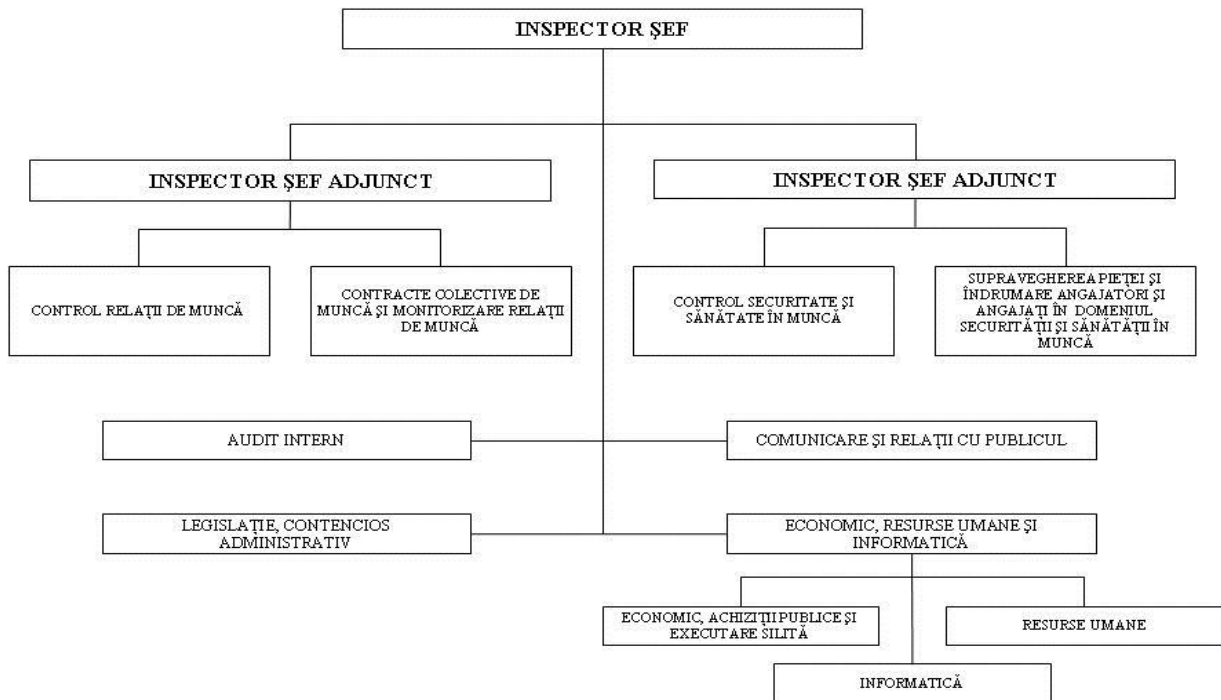 INSPECTOR ŞEF
INSPECTOR ŞEF ADJUNCT
INSPECTOR ŞEF ADJUNCT
CONTROL RELAŢII DE MUNCĂ
CONTRACTE COLECTIVE DE
MUNCĂ ŞI MONITORIZARE RELAŢII
DE MUNCĂ
CONTROL SECURITATE ŞI
SĂNĂTATE ÎN MUNCĂ
SUPRAVEGHEREA PIEŢEI ŞI
ÎNDRUMARE ANGAJATORI ŞI
ANGAJAŢI ÎN DOMENIUL
SECURITĂŢII ŞI SĂNĂTĂŢII ÎN
MUNCĂ
AUDIT INTERN
COMUNICARE ŞI RELAŢII CU PUBLICUL
LEGISLAŢIE, CONTENCIOS
ADMINISTRATIV
ECONOMIC, RESURSE UMANE ŞI
INFORMATICĂ
ECONOMIC, ACHIZIŢII PUBLICE ŞI
EXECUTARE SILITĂ
RESURSE UMANE
INFORMATICĂ